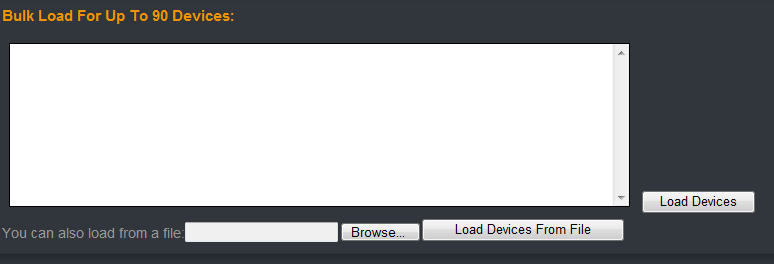 Bulk Load For Up To 90 Devices:
Load Devices
You can also load from a file: Browse... Load Devices From File